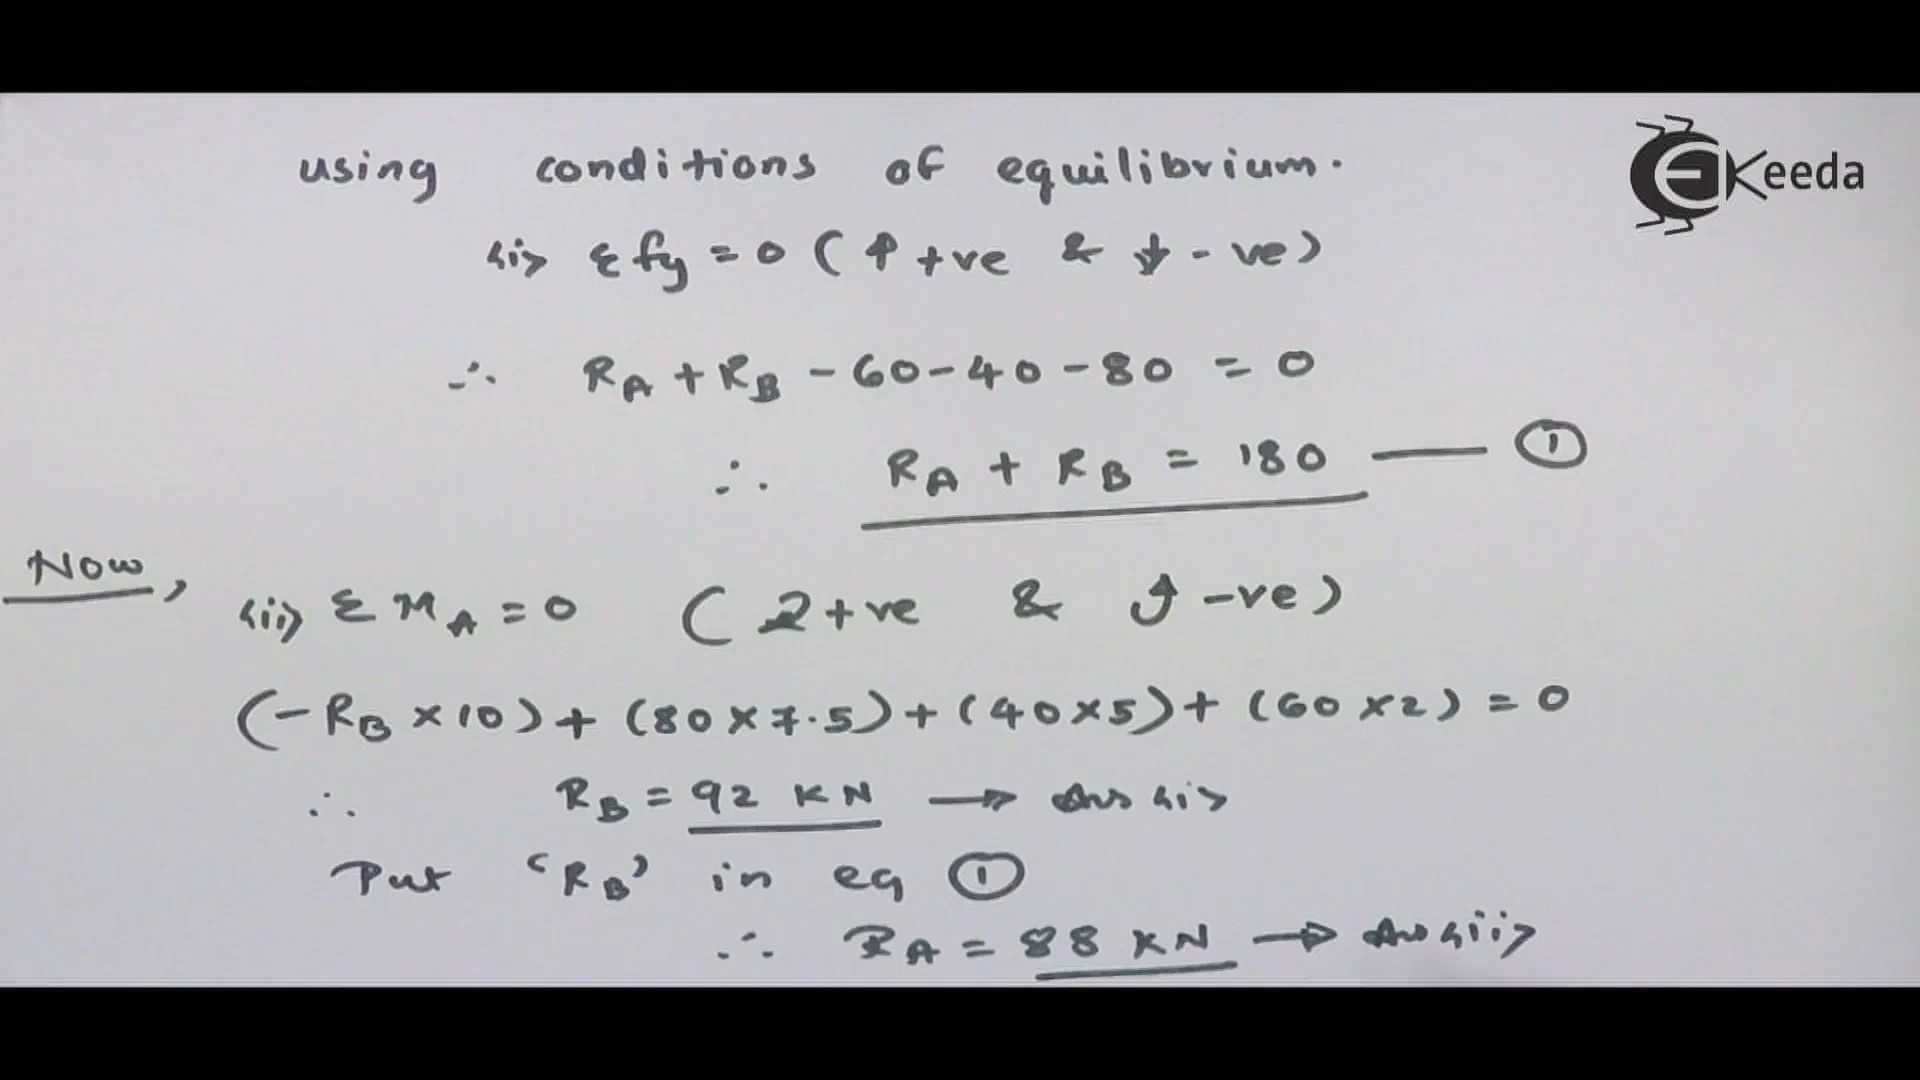 EKeeda
using conditions of equilibrium.
<i> Σfy = 0 (↑ +ve & ↓ - ve)
∴ RA + RB - 60 - 40 - 80 = 0
∴ RA + RB = 180 — ①
Now,
<ii> Σ MA = 0 (↻ +ve & ↺ -ve)
(-RB × 10) + (80 × 7.5) + (40 × 5) + (60 × 2) = 0
∴ RB = 92 KN → Ans <i>
Put 'RB' in eq ①
∴ RA = 88 KN → Ans <ii>